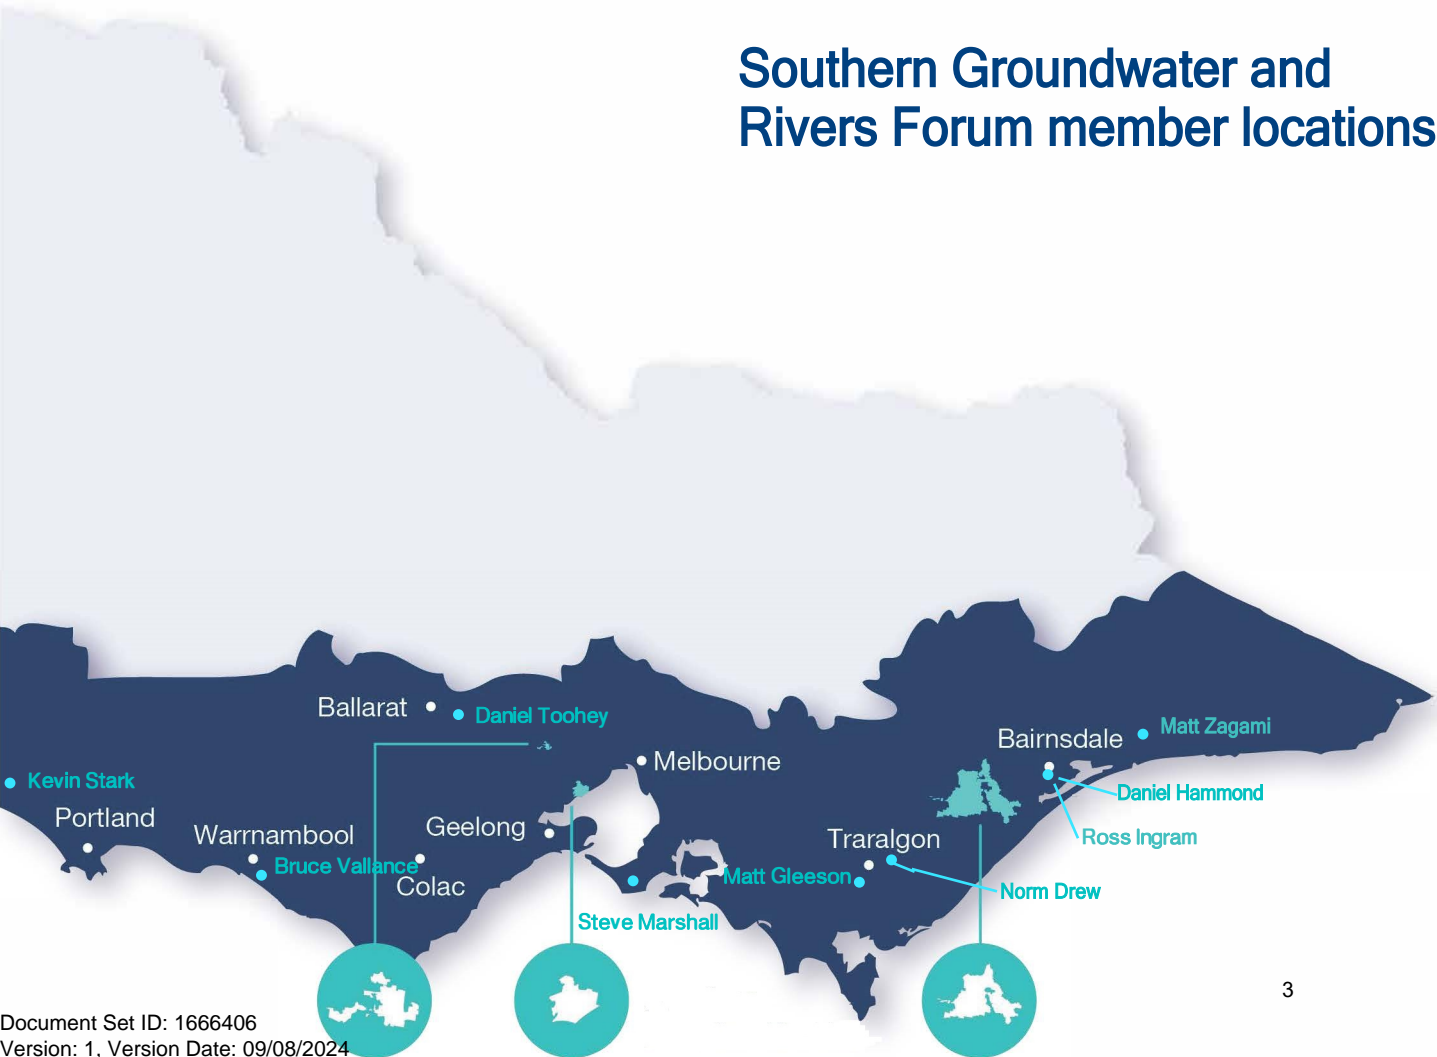 Southern Groundwater and
Rivers Forum member locations
Ballarat
Daniel Toohey
Matt Zagami
Bairnsdale
Melbourne
Kevin Stark
Daniel Hammond
Portland
Geelong
Warrnambool
Traralgon
Ross Ingram
Bruce Vallance
Matt Gleeson
Colac
Norm Drew
Steve Marshall
3
Document Set ID: 1666406
Version: 1, Version Date: 09/08/2024